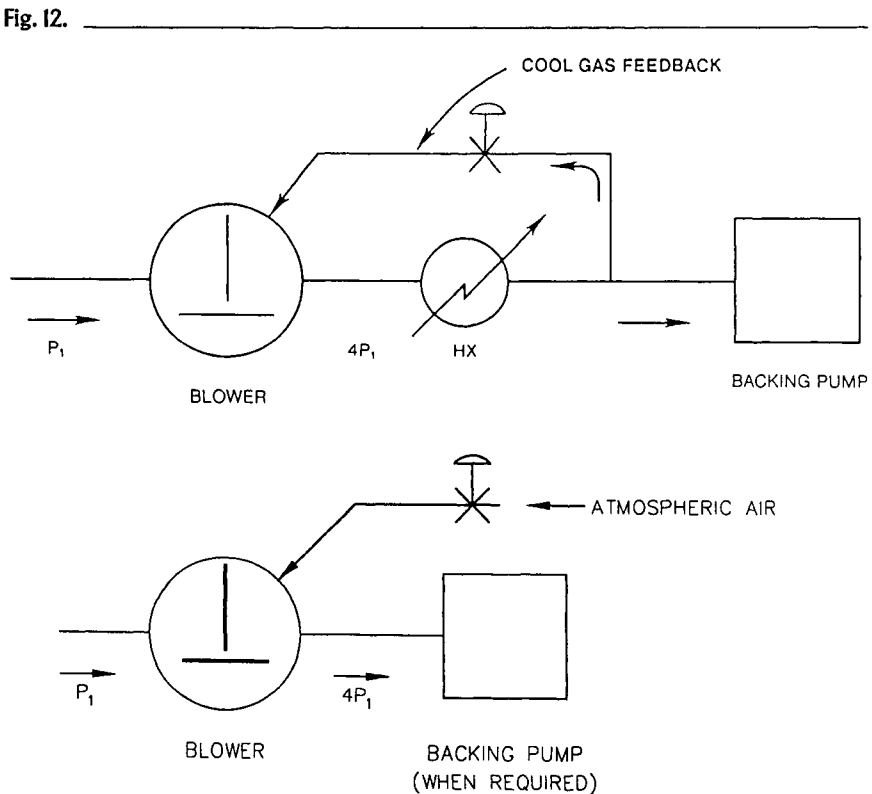 Fig. 12.
COOL GAS FEEDBACK
P₁
4P₁
HX
BLOWER
BACKING PUMP
ATMOSPHERIC AIR
P₁
4P₁
BLOWER
BACKING PUMP
(WHEN REQUIRED)